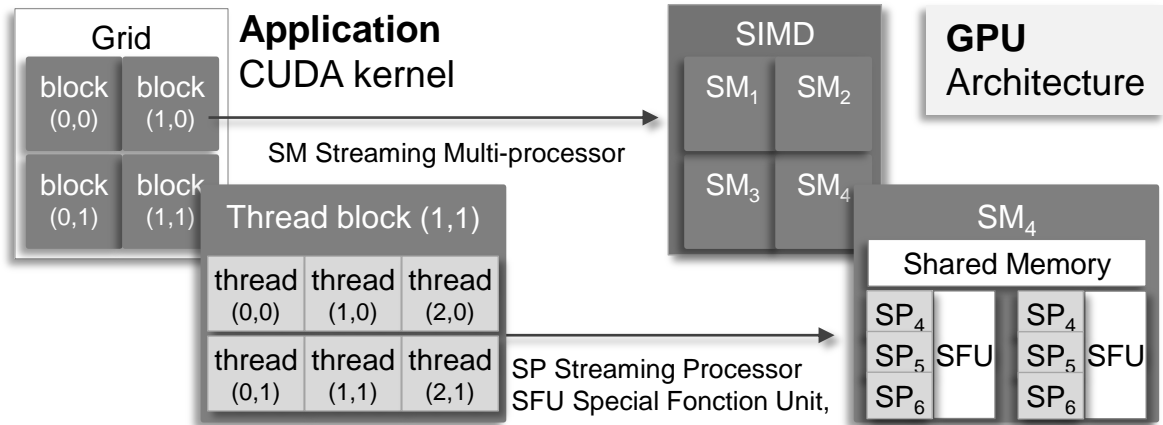 Grid
block block
(0,0) (1,0)
block block
(0,1) (1,1)
Application
CUDA kernel
SM Streaming Multi-processor
SIMD
SM1 SM2
SM3 SM4
GPU
Architecture
Thread block (1,1)
thread thread thread
(0,0) (1,0) (2,0)
thread thread thread
(0,1) (1,1) (2,1)
SP Streaming Processor
SFU Special Fonction Unit,
SM4
Shared Memory
SP4
SP5
SP6
SFU
SP4
SP5
SP6
SFU